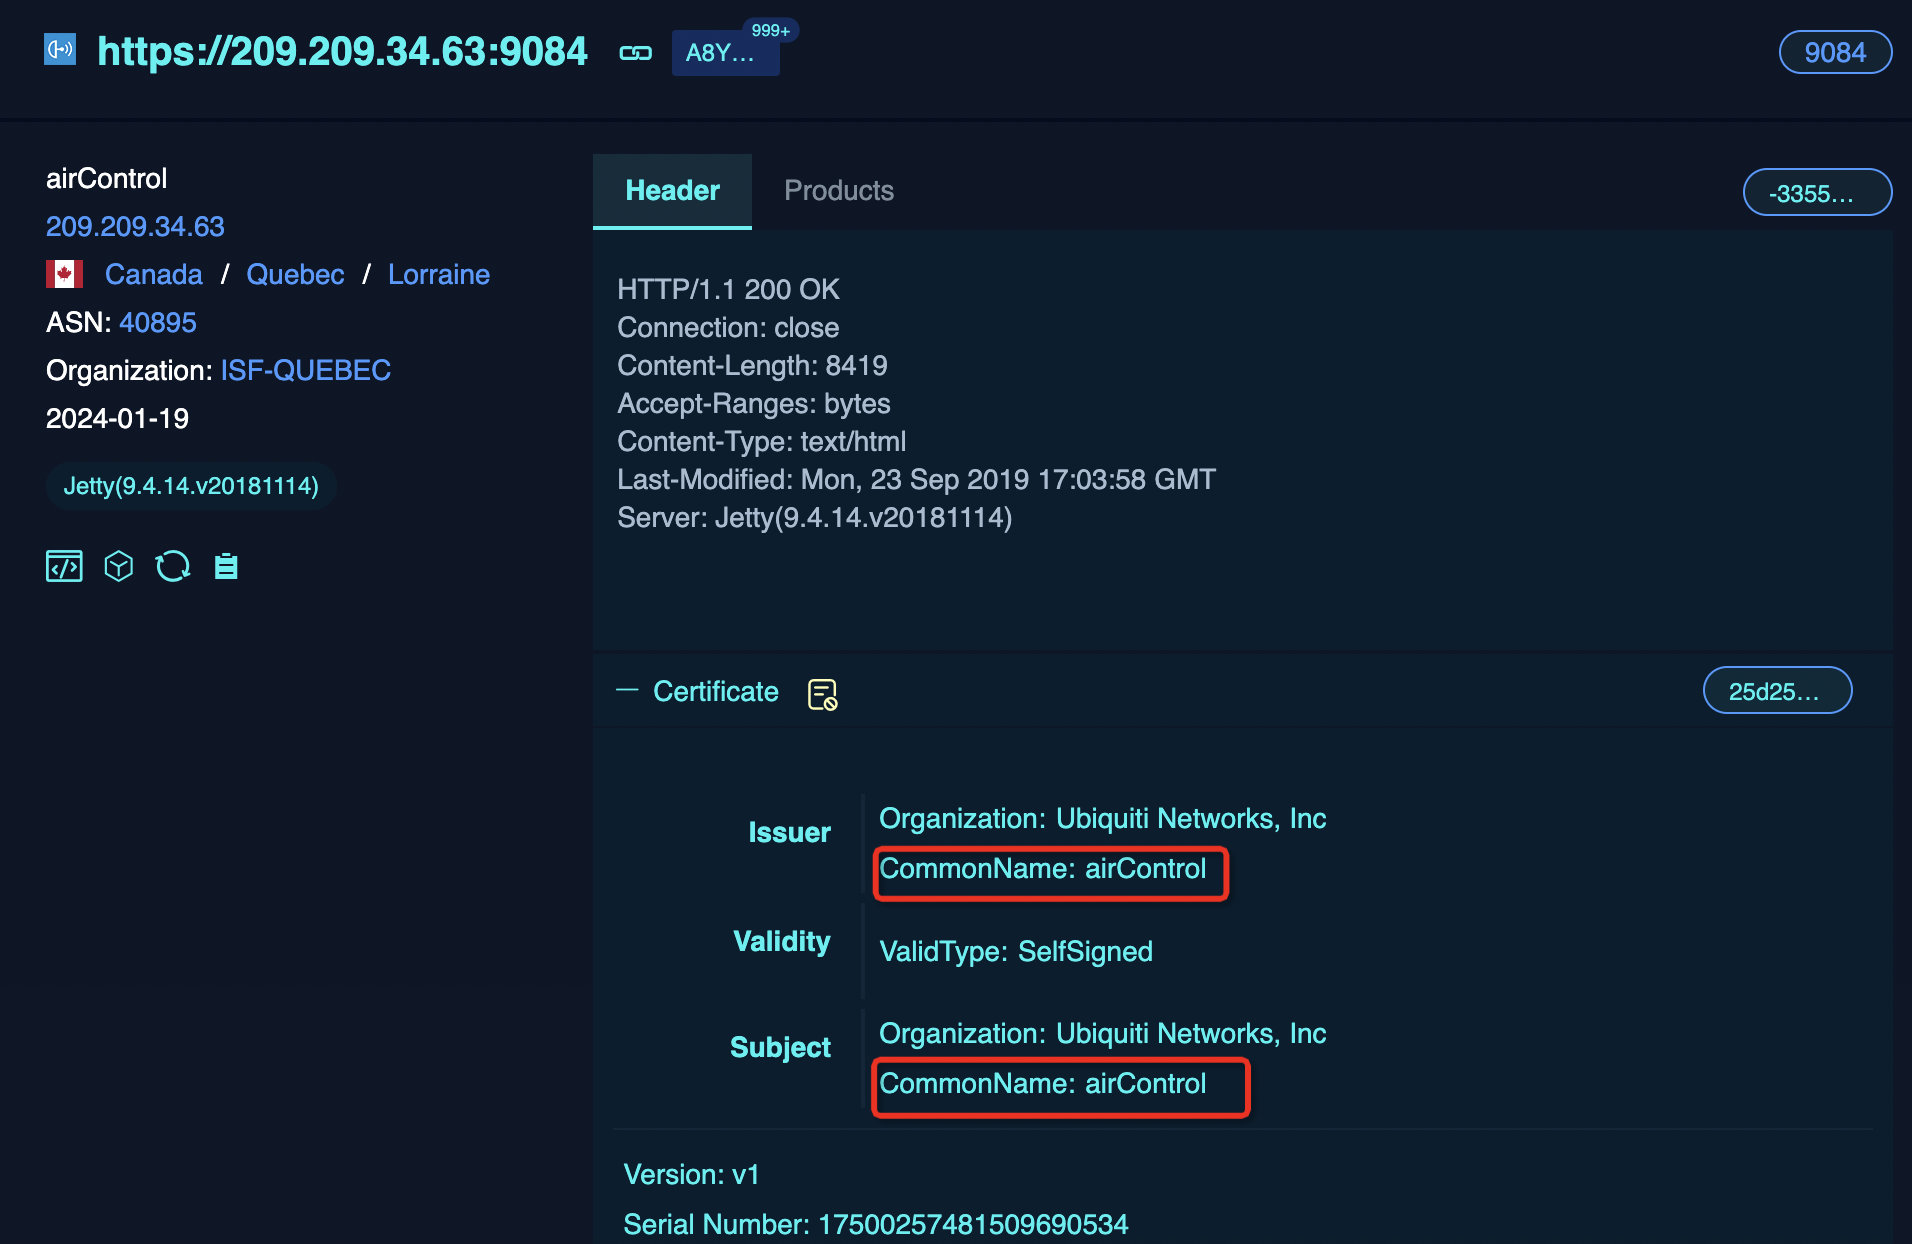 https://209.209.34.63:9084
A8Y...
999+
9084
airControl
209.209.34.63
Canada / Quebec / Lorraine
ASN: 40895
Organization: ISF-QUEBEC
2024-01-19
Jetty(9.4.14.v20181114)
Header
Products
-3355...
HTTP/1.1 200 OK
Connection: close
Content-Length: 8419
Accept-Ranges: bytes
Content-Type: text/html
Last-Modified: Mon, 23 Sep 2019 17:03:58 GMT
Server: Jetty(9.4.14.v20181114)
Certificate
25d25...
Issuer
Organization: Ubiquiti Networks, Inc
CommonName: airControl
Validity
ValidType: SelfSigned
Subject
Organization: Ubiquiti Networks, Inc
CommonName: airControl
Version: v1
Serial Number: 17500257481509690534